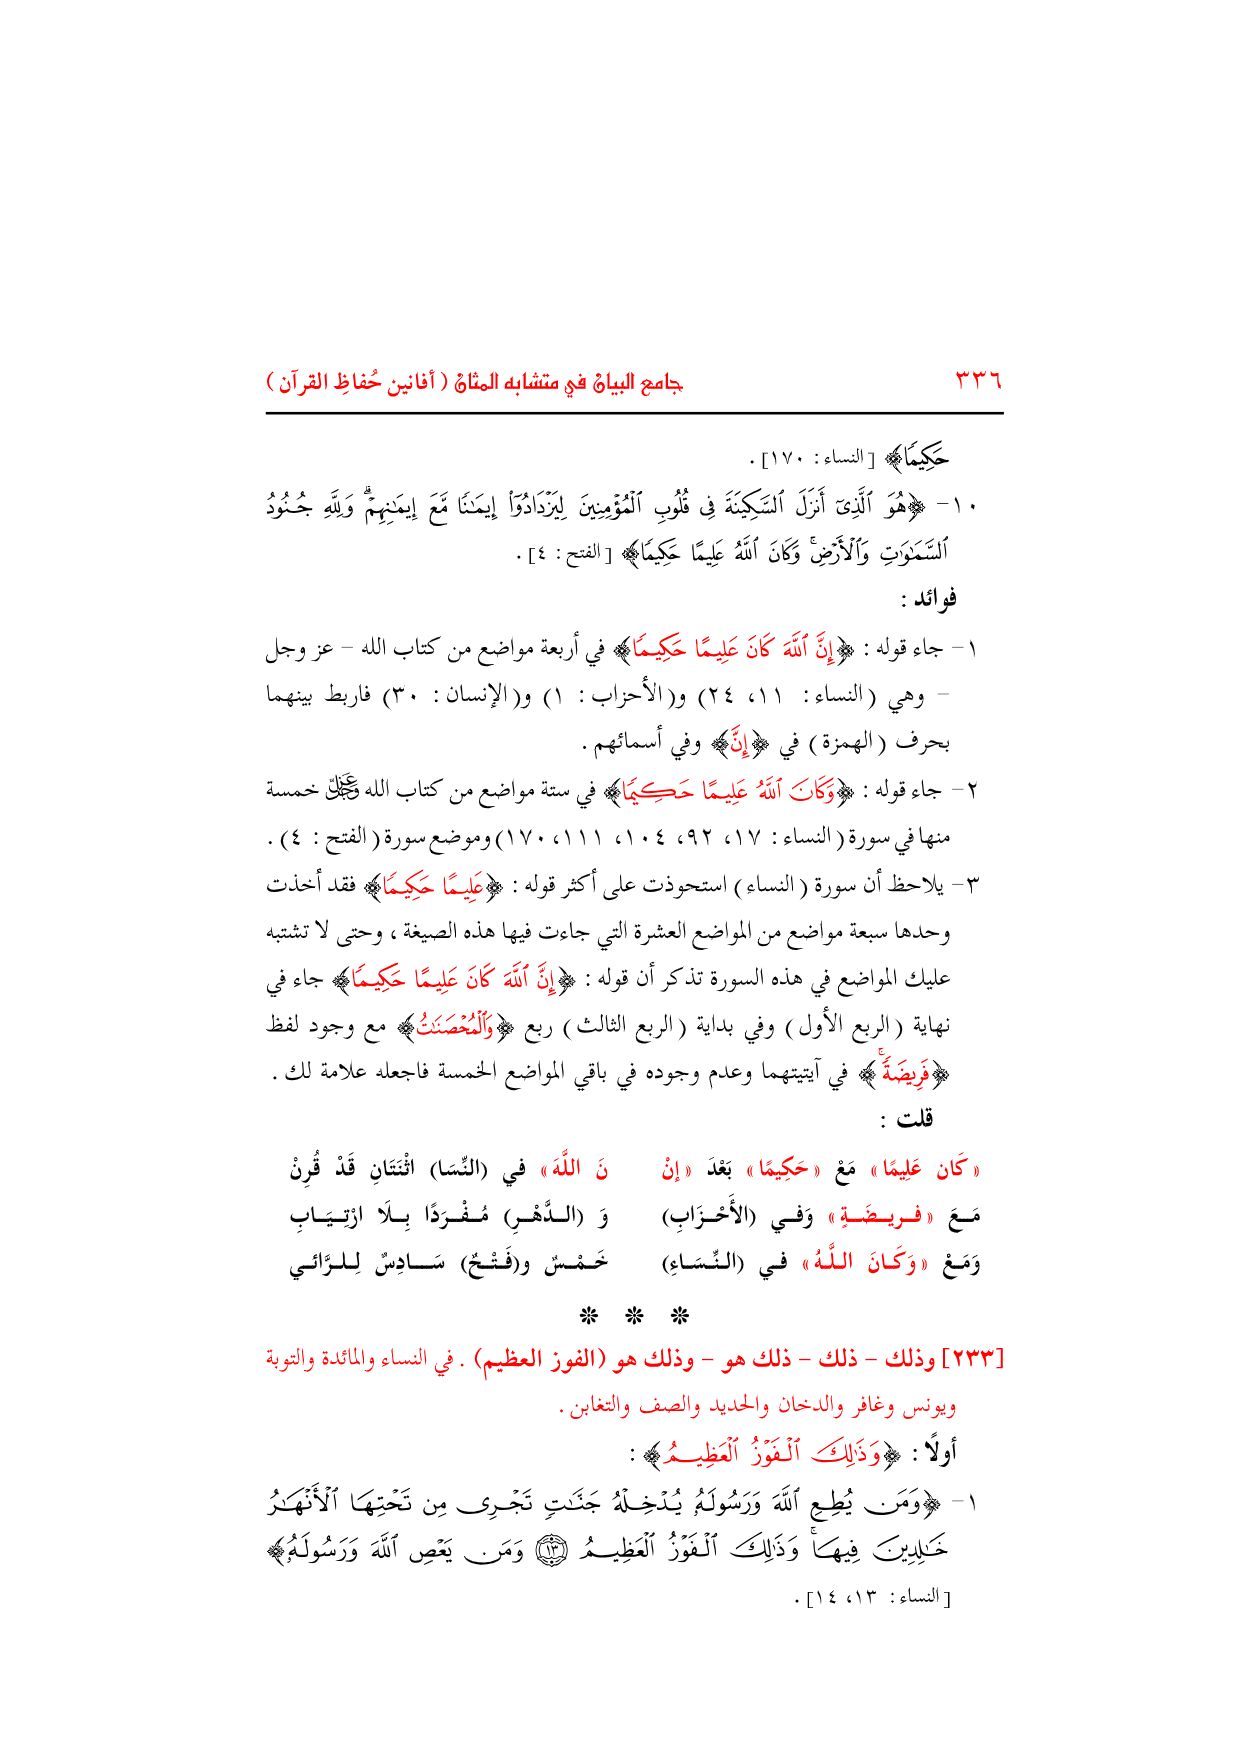 ٣٣٦ جامع البيان في متشابه المثان ( أفانين حُفاظِ القرآن )
حَكِيمًا﴾ [النساء: ١٧٠].
١٠- ﴿هُوَ ٱلَّذِىٓ أَنزَلَ ٱلسَّكِينَةَ فِى قُلُوبِ ٱلْمُؤْمِنِينَ لِيَزْدَادُوٓا۟ إِيمَٰنًا مَّعَ إِيمَٰنِهِمْ ۗ وَلِلَّهِ جُنُودُ
ٱلسَّمَٰوَٰتِ وَٱلْأَرْضِ ۚ وَكَانَ ٱللَّهُ عَلِيمًا حَكِيمًا﴾ [الفتح: ٤].
فوائد :
١- جاء قوله : ﴿إِنَّ ٱللَّهَ كَانَ عَلِيمًا حَكِيمًا﴾ في أربعة مواضع من كتاب الله - عز وجل
- وهي (النساء: ١١، ٢٤) و(الأحزاب: ١) و(الإنسان: ٣٠) فاربط بينهما
بحرف (الهمزة) في ﴿إِنَّ﴾ وفي أسمائهم .
٢- جاء قوله : ﴿وَكَانَ ٱللَّهُ عَلِيمًا حَكِيمًا﴾ في ستة مواضع من كتاب الله ﷿ خمسة
منها في سورة (النساء: ١٧، ٩٢، ١٠٤، ١١١، ١٧٠) وموضع سورة (الفتح: ٤) .
٣- يلاحظ أن سورة (النساء) استحوذت على أكثر قوله : ﴿عَلِيمًا حَكِيمًا﴾ فقد أخذت
وحدها سبعة مواضع من المواضع العشرة التي جاءت فيها هذه الصيغة ، وحتى لا تشتبه
عليك المواضع في هذه السورة تذكر أن قوله : ﴿إِنَّ ٱللَّهَ كَانَ عَلِيمًا حَكِيمًا﴾ جاء في
نهاية (الربع الأول) وفي بداية (الربع الثالث) ربع ﴿وَٱلْمُحْصَنَٰتُ﴾ مع وجود لفظ
﴿فَرِيضَةً ۚ﴾ في آيتيتهما وعدم وجوده في باقي المواضع الخمسة فاجعله علامة لك .
قلت :
«كَان عَلِيمًا» مَعْ «حَكِيمًا» بَعْدَ «إنْ نَ اللَّهَ» في (النِّسَا) اثْنَتَانِ قَدْ قُرِنْ
مَـعَ «فـريـضَـةٍ» وَفـي (الأَحْـزَابِ) وَ (الـدَّهْـرِ) مُـفْـرَدًا بِـلَا ارْتِـيَـابِ
وَمَـعْ «وَكَـانَ الـلَّـهُ» فـي (النِّـسَـاءِ) خَـمْـسٌ و(فَـتْـحٌ) سَــادِسٌ لِـلـرَّائـي
❊ ❊ ❊
[٢٣٣] وذلك - ذلك - ذلك هو - وذلك هو (الفوز العظيم) . في النساء والمائدة والتوبة
ويونس وغافر والدخان والحديد والصف والتغابن .
أولًا : ﴿وَذَٰلِكَ ٱلْفَوْزُ ٱلْعَظِيمُ﴾ :
١- ﴿وَمَن يُطِعِ ٱللَّهَ وَرَسُولَهُۥ يُدْخِلْهُ جَنَّٰتٍ تَجْرِى مِن تَحْتِهَا ٱلْأَنْهَٰرُ
خَٰلِدِينَ فِيهَا ۚ وَذَٰلِكَ ٱلْفَوْزُ ٱلْعَظِيمُ ۝١٣ وَمَن يَعْصِ ٱللَّهَ وَرَسُولَهُۥ﴾
[النساء: ١٣، ١٤] .